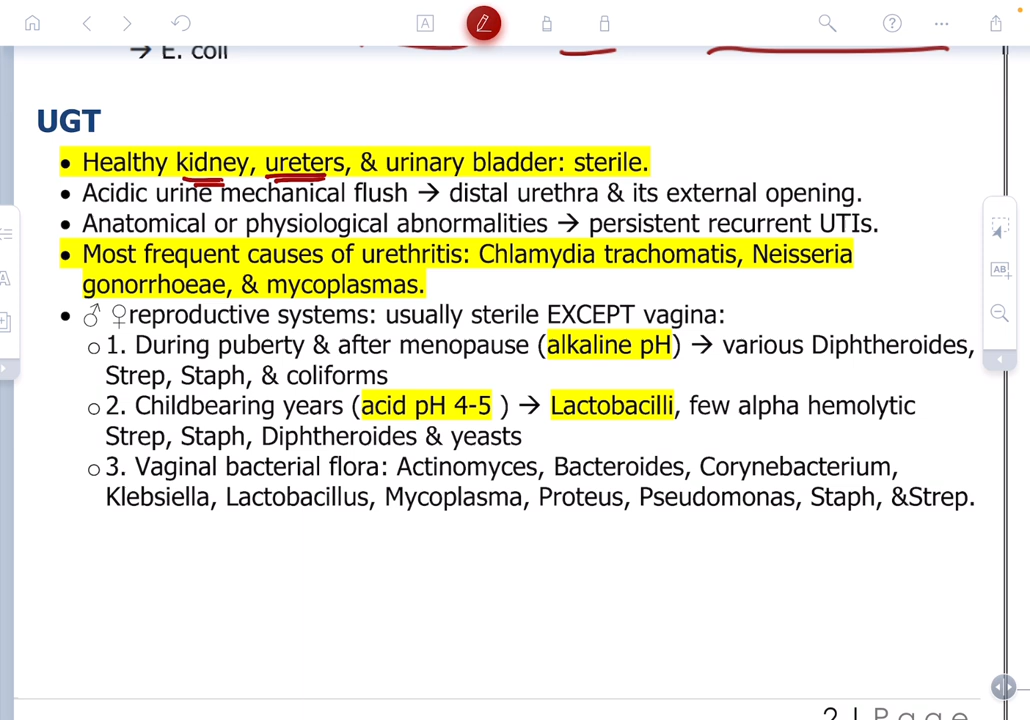 → E. coli
UGT
• Healthy kidney, ureters, & urinary bladder: sterile.
• Acidic urine mechanical flush → distal urethra & its external opening.
• Anatomical or physiological abnormalities → persistent recurrent UTIs.
• Most frequent causes of urethritis: Chlamydia trachomatis, Neisseria
gonorrhoeae, & mycoplasmas.
• ♂ ♀reproductive systems: usually sterile EXCEPT vagina:
○ 1. During puberty & after menopause (alkaline pH) → various Diphtheroides,
Strep, Staph, & coliforms
○ 2. Childbearing years (acid pH 4-5 ) → Lactobacilli, few alpha hemolytic
Strep, Staph, Diphtheroides & yeasts
○ 3. Vaginal bacterial flora: Actinomyces, Bacteroides, Corynebacterium,
Klebsiella, Lactobacillus, Mycoplasma, Proteus, Pseudomonas, Staph, &Strep.
2 | Page